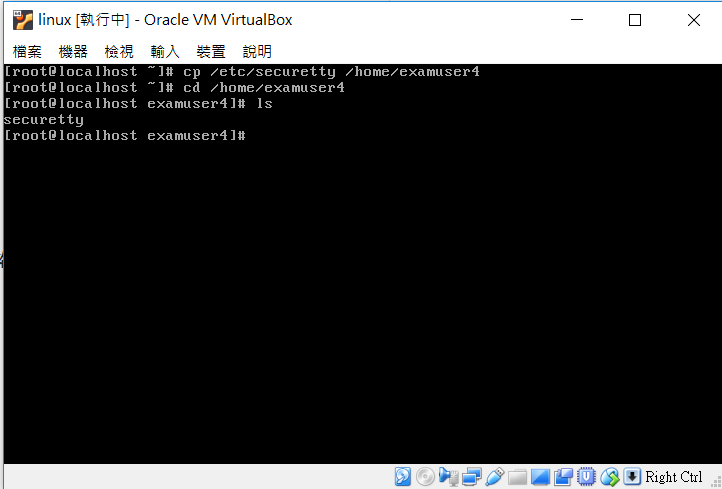 linux [執行中] - Oracle VM VirtualBox
檔案 機器 檢視 輸入 裝置 說明
[root@localhost ~]# cp /etc/securetty /home/examuser4
[root@localhost ~]# cd /home/examuser4
[root@localhost examuser4]# ls
securetty
[root@localhost examuser4]#
Right Ctrl